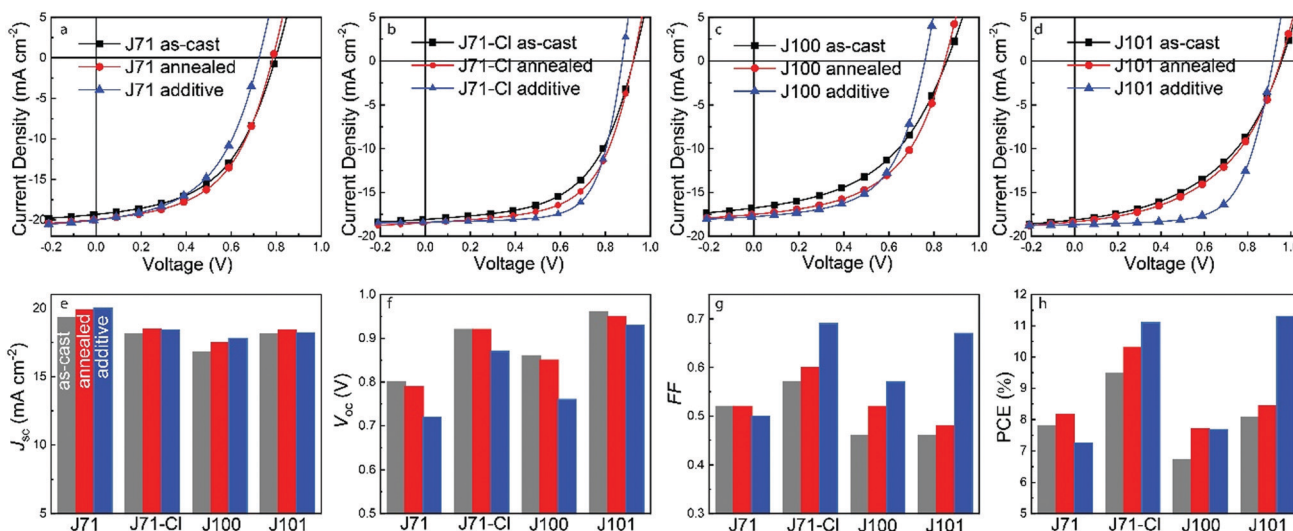 a
J71 as-cast
J71 annealed
J71 additive
Current Density (mA cm-2)
5
0
-5
-10
-15
-20
-0.2 0.0 0.2 0.4 0.6 0.8 1.0
Voltage (V)
b
J71-Cl as-cast
J71-Cl annealed
J71-Cl additive
Current Density (mA cm-2)
5
0
-5
-10
-15
-20
-0.2 0.0 0.2 0.4 0.6 0.8 1.0
Voltage (V)
c
J100 as-cast
J100 annealed
J100 additive
Current Density (mA cm-2)
5
0
-5
-10
-15
-20
-0.2 0.0 0.2 0.4 0.6 0.8 1.0
Voltage (V)
d
J101 as-cast
J101 annealed
J101 additive
Current Density (mA cm-2)
5
0
-5
-10
-15
-20
-0.2 0.0 0.2 0.4 0.6 0.8 1.0
Voltage (V)
e
Jsc (mA cm-2)
20
15
10
5
as-cast
annealed
additive
J71 J71-Cl J100 J101
f
Voc (V)
1.0
0.9
0.8
0.7
0.6
0.5
J71 J71-Cl J100 J101
g
FF
0.7
0.6
0.5
0.4
0.3
J71 J71-Cl J100 J101
h
PCE (%)
12
11
10
9
8
7
6
5
J71 J71-Cl J100 J101